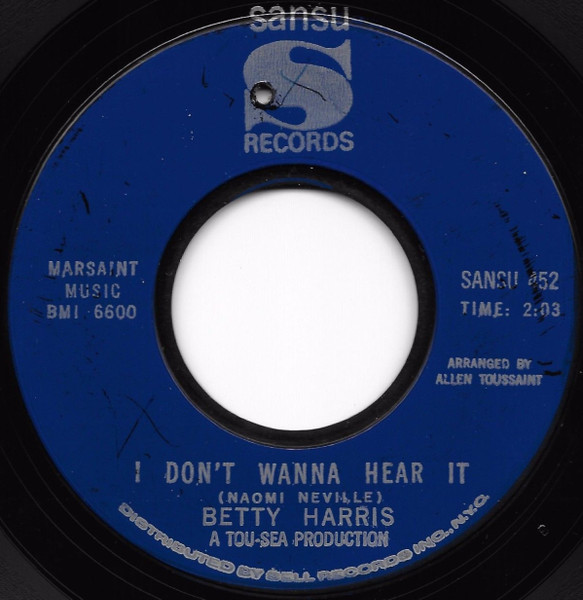 sansu
S
RECORDS
MARSAINT
MUSIC
BMI 6600
SANSU 452
TIME: 2:03
ARRANGED BY
ALLEN TOUSSAINT
I DON'T WANNA HEAR IT
(NAOMI NEVILLE)
BETTY HARRIS
A TOU-SEA PRODUCTION
DISTRIBUTED BY BELL RECORDS INC., N.Y.C.